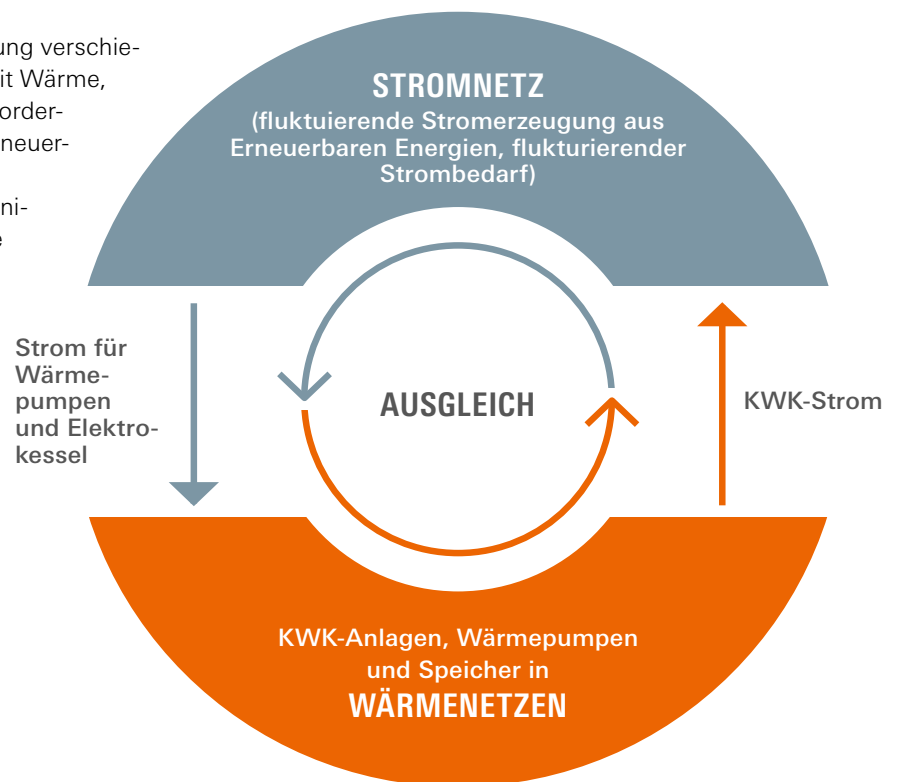 ung verschie-
it Wärme,
order-
neuer-
ni-
e
STROMNETZ
(fluktuierende Stromerzeugung aus
Erneuerbaren Energien, flukturierender
Strombedarf)
Strom für
Wärme-
pumpen
und Elektro-
kessel
AUSGLEICH
KWK-Strom
KWK-Anlagen, Wärmepumpen
und Speicher in
WÄRMENETZEN